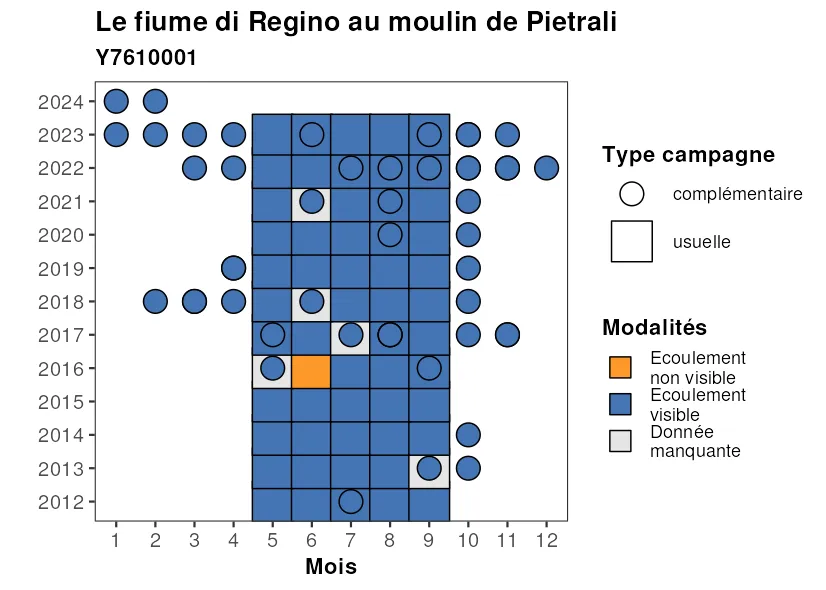 Le fiume di Regino au moulin de Pietrali
Y7610001
2024
2023
2022
2021
2020
2019
2018
2017
2016
2015
2014
2013
2012
1 2 3 4 5 6 7 8 9 10 11 12
Mois
Type campagne
complémentaire
usuelle
Modalités
Ecoulement
non visible
Ecoulement
visible
Donnée
manquante